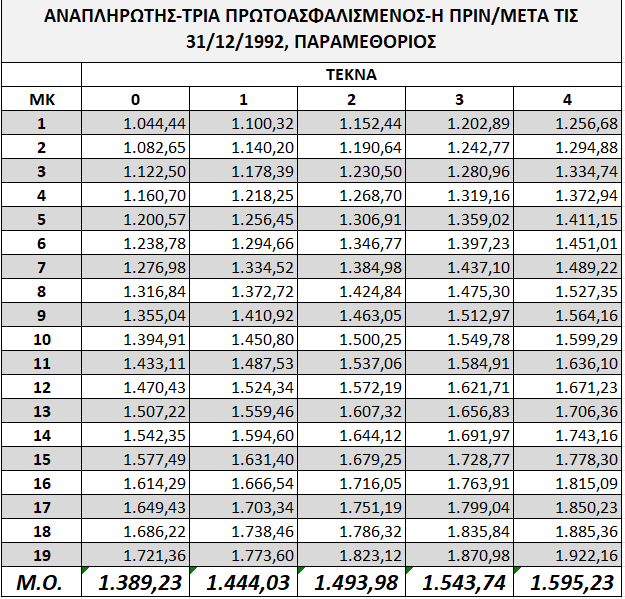 ΑΝΑΠΛΗΡΩΤΗΣ-ΤΡΙΑ ΠΡΩΤΟΑΣΦΑΛΙΣΜΕΝΟΣ-Η ΠΡΙΝ/ΜΕΤΑ ΤΙΣ
31/12/1992, ΠΑΡΑΜΕΘΟΡΙΟΣ
ΤΕΚΝΑ
ΜΚ 0 1 2 3 4
1 1.044,44 1.100,32 1.152,44 1.202,89 1.256,68
2 1.082,65 1.140,20 1.190,64 1.242,77 1.294,88
3 1.122,50 1.178,39 1.230,50 1.280,96 1.334,74
4 1.160,70 1.218,25 1.268,70 1.319,16 1.372,94
5 1.200,57 1.256,45 1.306,91 1.359,02 1.411,15
6 1.238,78 1.294,66 1.346,77 1.397,23 1.451,01
7 1.276,98 1.334,52 1.384,98 1.437,10 1.489,22
8 1.316,84 1.372,72 1.424,84 1.475,30 1.527,35
9 1.355,04 1.410,92 1.463,05 1.512,97 1.564,16
10 1.394,91 1.450,80 1.500,25 1.549,78 1.599,29
11 1.433,11 1.487,53 1.537,06 1.584,91 1.636,10
12 1.470,43 1.524,34 1.572,19 1.621,71 1.671,23
13 1.507,22 1.559,46 1.607,32 1.656,83 1.706,36
14 1.542,35 1.594,60 1.644,12 1.691,97 1.743,16
15 1.577,49 1.631,40 1.679,25 1.728,77 1.778,30
16 1.614,29 1.666,54 1.716,05 1.763,91 1.815,09
17 1.649,43 1.703,34 1.751,19 1.799,04 1.850,23
18 1.686,22 1.738,46 1.786,32 1.835,84 1.885,36
19 1.721,36 1.773,60 1.823,12 1.870,98 1.922,16
Μ.Ο. 1.389,23 1.444,03 1.493,98 1.543,74 1.595,23